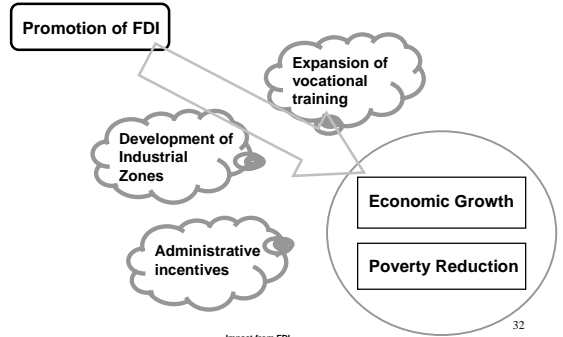 Promotion of FDI
Expansion of
vocational
training
Development of
Industrial
Zones
Economic Growth
Administrative
incentives
Poverty Reduction
32
Impact from FDI